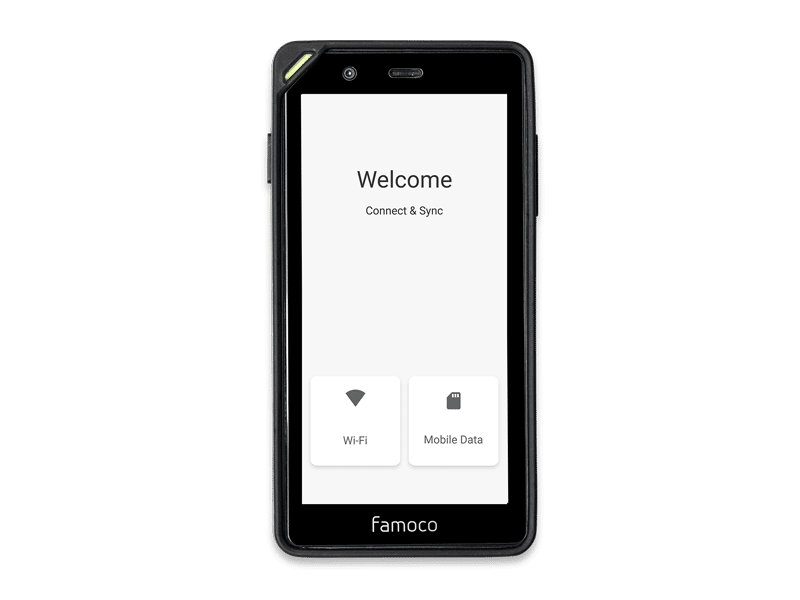 Welcome
Connect & Sync
Wi-Fi
Mobile Data
famoco